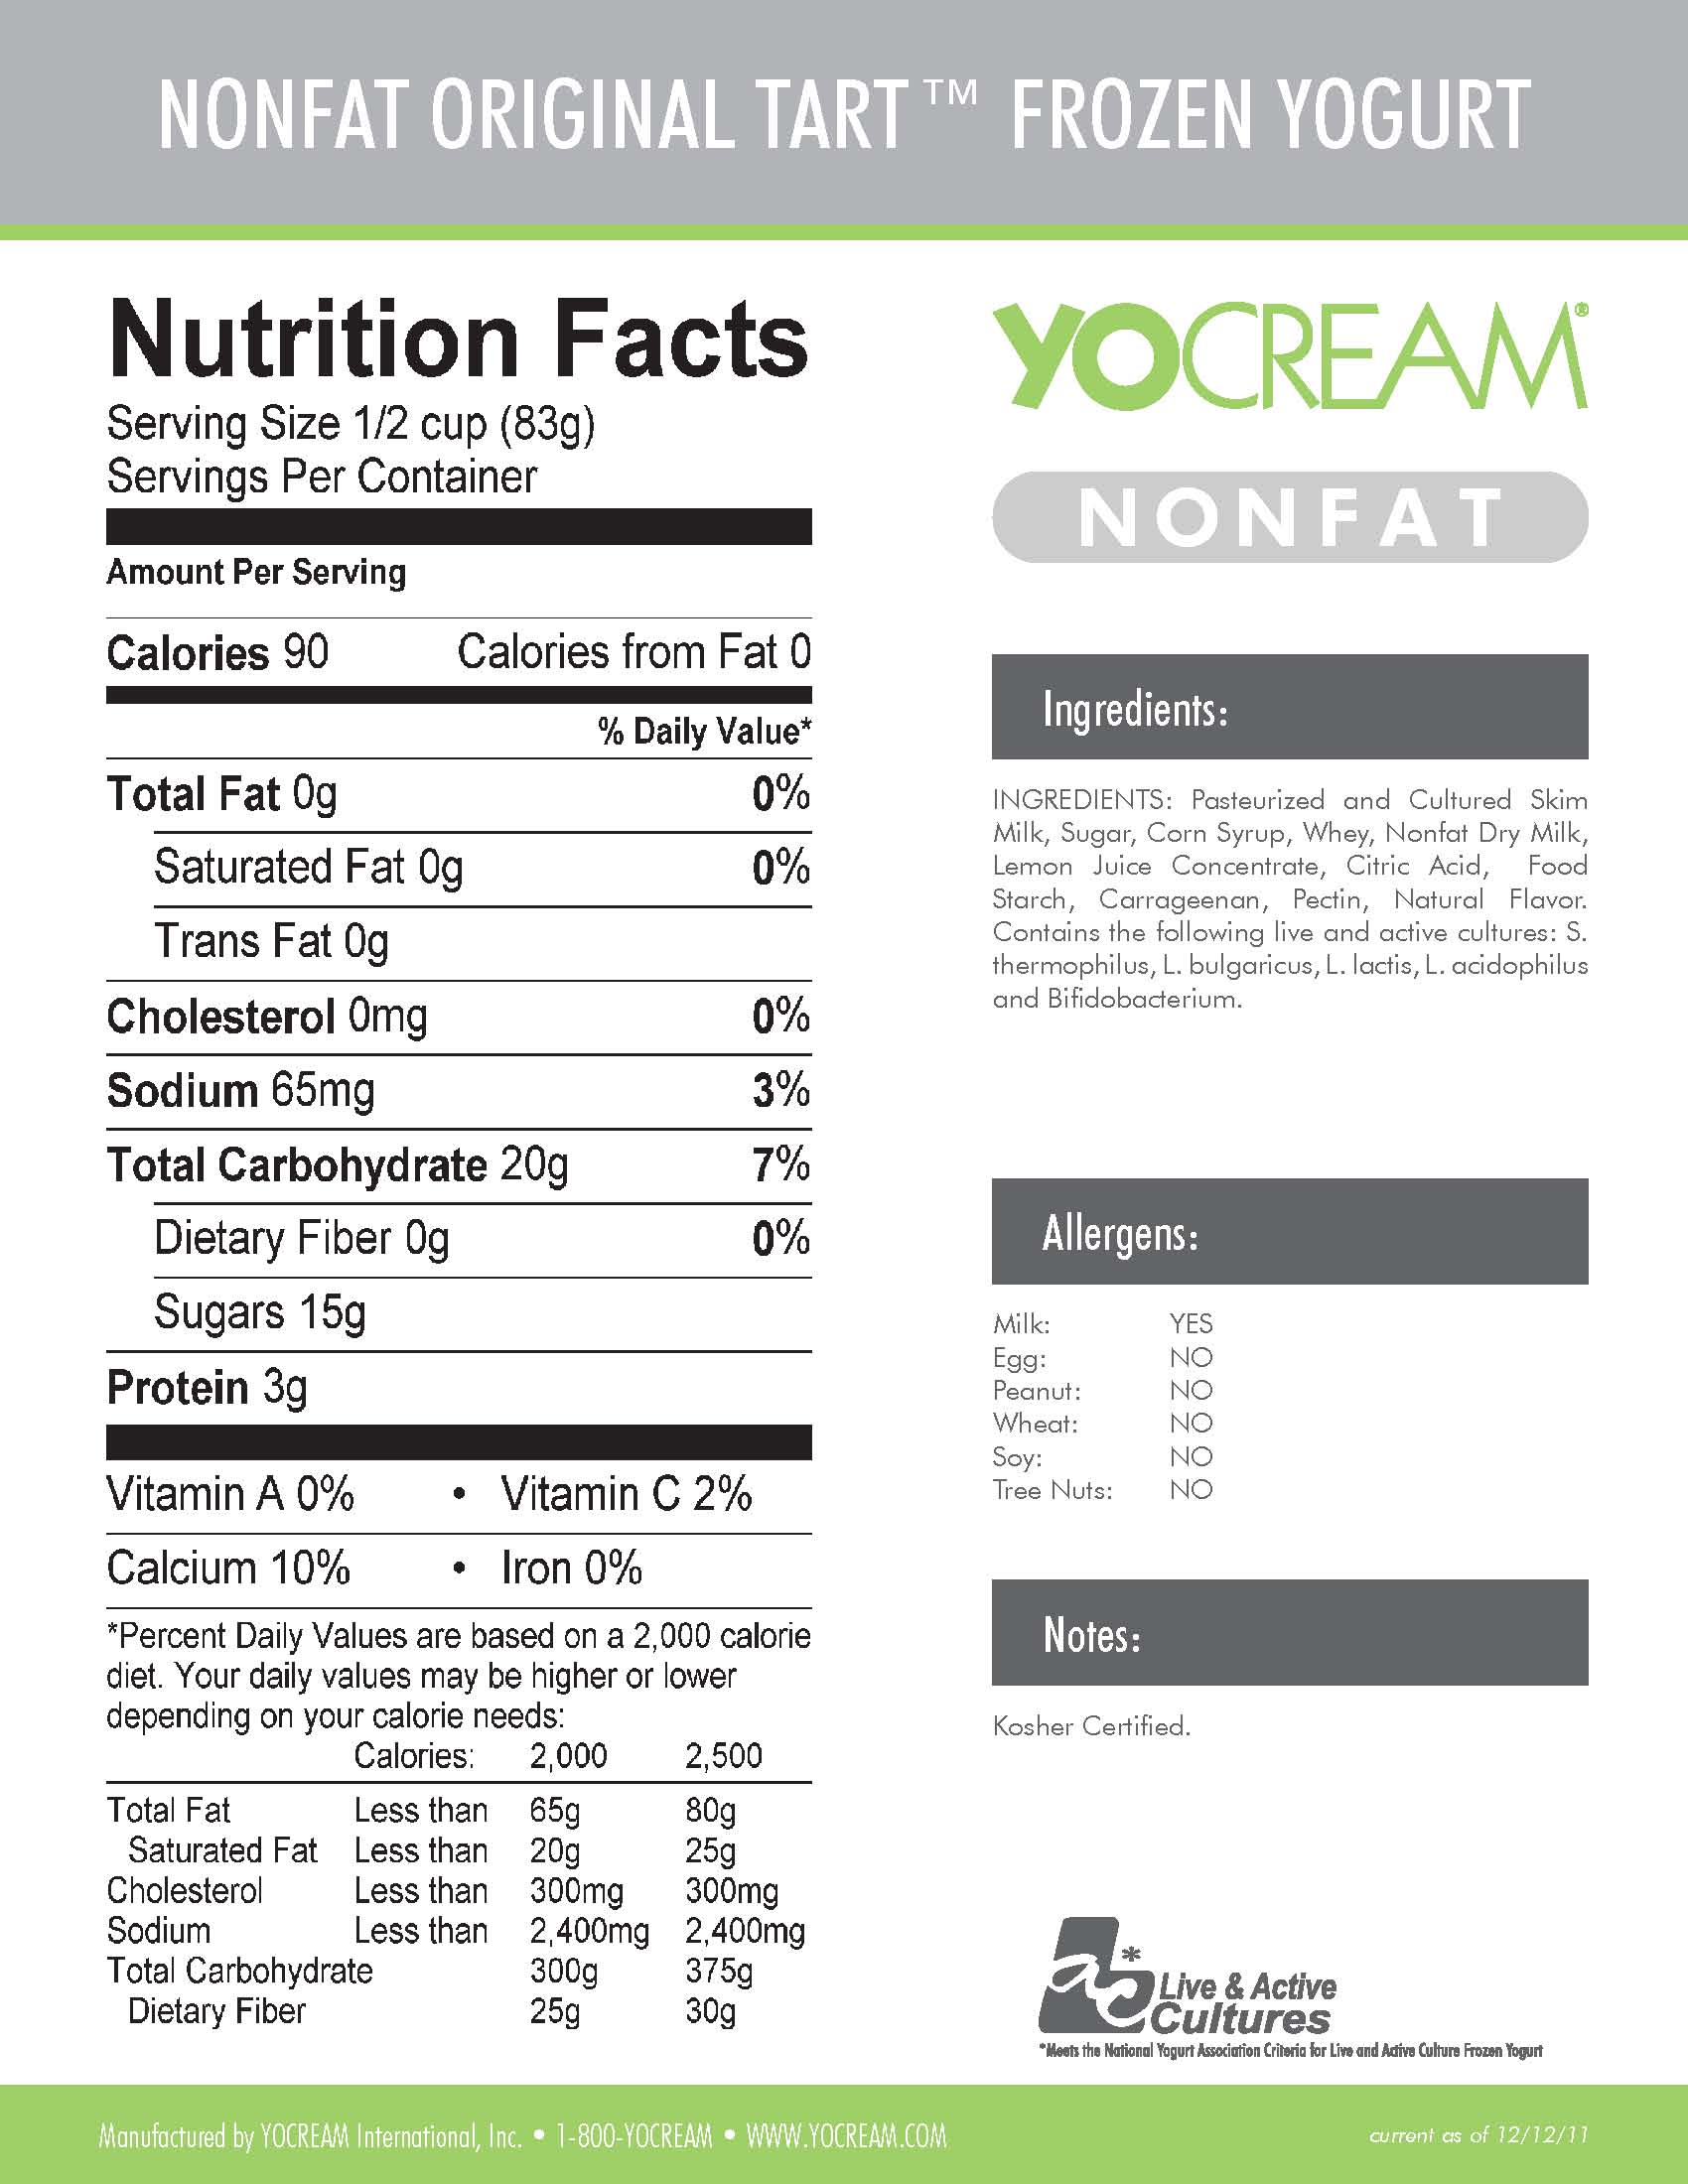 NONFAT ORIGINAL TART™ FROZEN YOGURT
Nutrition Facts
Serving Size 1/2 cup (83g)
Servings Per Container
Amount Per Serving
Calories 90 Calories from Fat 0
% Daily Value*
Total Fat 0g 0%
Saturated Fat 0g 0%
Trans Fat 0g
Cholesterol 0mg 0%
Sodium 65mg 3%
Total Carbohydrate 20g 7%
Dietary Fiber 0g 0%
Sugars 15g
Protein 3g
Vitamin A 0% • Vitamin C 2%
Calcium 10% • Iron 0%
*Percent Daily Values are based on a 2,000 calorie
diet. Your daily values may be higher or lower
depending on your calorie needs:
Calories: 2,000 2,500
Total Fat Less than 65g 80g
Saturated Fat Less than 20g 25g
Cholesterol Less than 300mg 300mg
Sodium Less than 2,400mg 2,400mg
Total Carbohydrate 300g 375g
Dietary Fiber 25g 30g
YOCREAM®
NONFAT
Ingredients:
INGREDIENTS: Pasteurized and Cultured Skim
Milk, Sugar, Corn Syrup, Whey, Nonfat Dry Milk,
Lemon Juice Concentrate, Citric Acid, Food
Starch, Carrageenan, Pectin, Natural Flavor.
Contains the following live and active cultures: S.
thermophilus, L. bulgaricus, L. lactis, L. acidophilus
and Bifidobacterium.
Allergens:
Milk: YES
Egg: NO
Peanut: NO
Wheat: NO
Soy: NO
Tree Nuts: NO
Notes:
Kosher Certified.
ac*
Live & Active
Cultures
*Meets the National Yogurt Association Criteria for Live and Active Culture Frozen Yogurt
Manufactured by YOCREAM International, Inc. • 1-800-YOCREAM • WWW.YOCREAM.COM
current as of 12/12/11